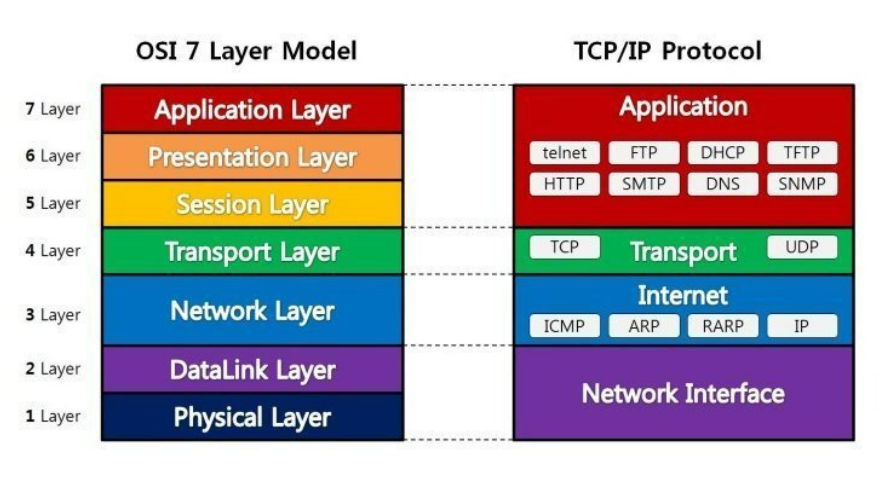 OSI 7 Layer Model
TCP/IP Protocol
7 Layer
Application Layer
Application
6 Layer
Presentation Layer
telnet FTP DHCP TFTP
HTTP SMTP DNS SNMP
5 Layer
Session Layer
4 Layer
Transport Layer
TCP Transport UDP
3 Layer
Network Layer
Internet
ICMP ARP RARP IP
2 Layer
DataLink Layer
Network Interface
1 Layer
Physical Layer